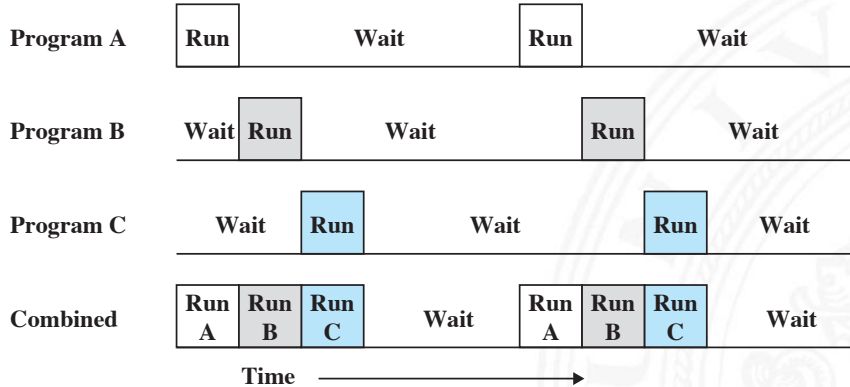 Program A Run Wait Run Wait
Program B Wait Run Wait Run Wait
Program C Wait Run Wait Run Wait
Combined Run A Run B Run C Wait Run A Run B Run C Wait
Time